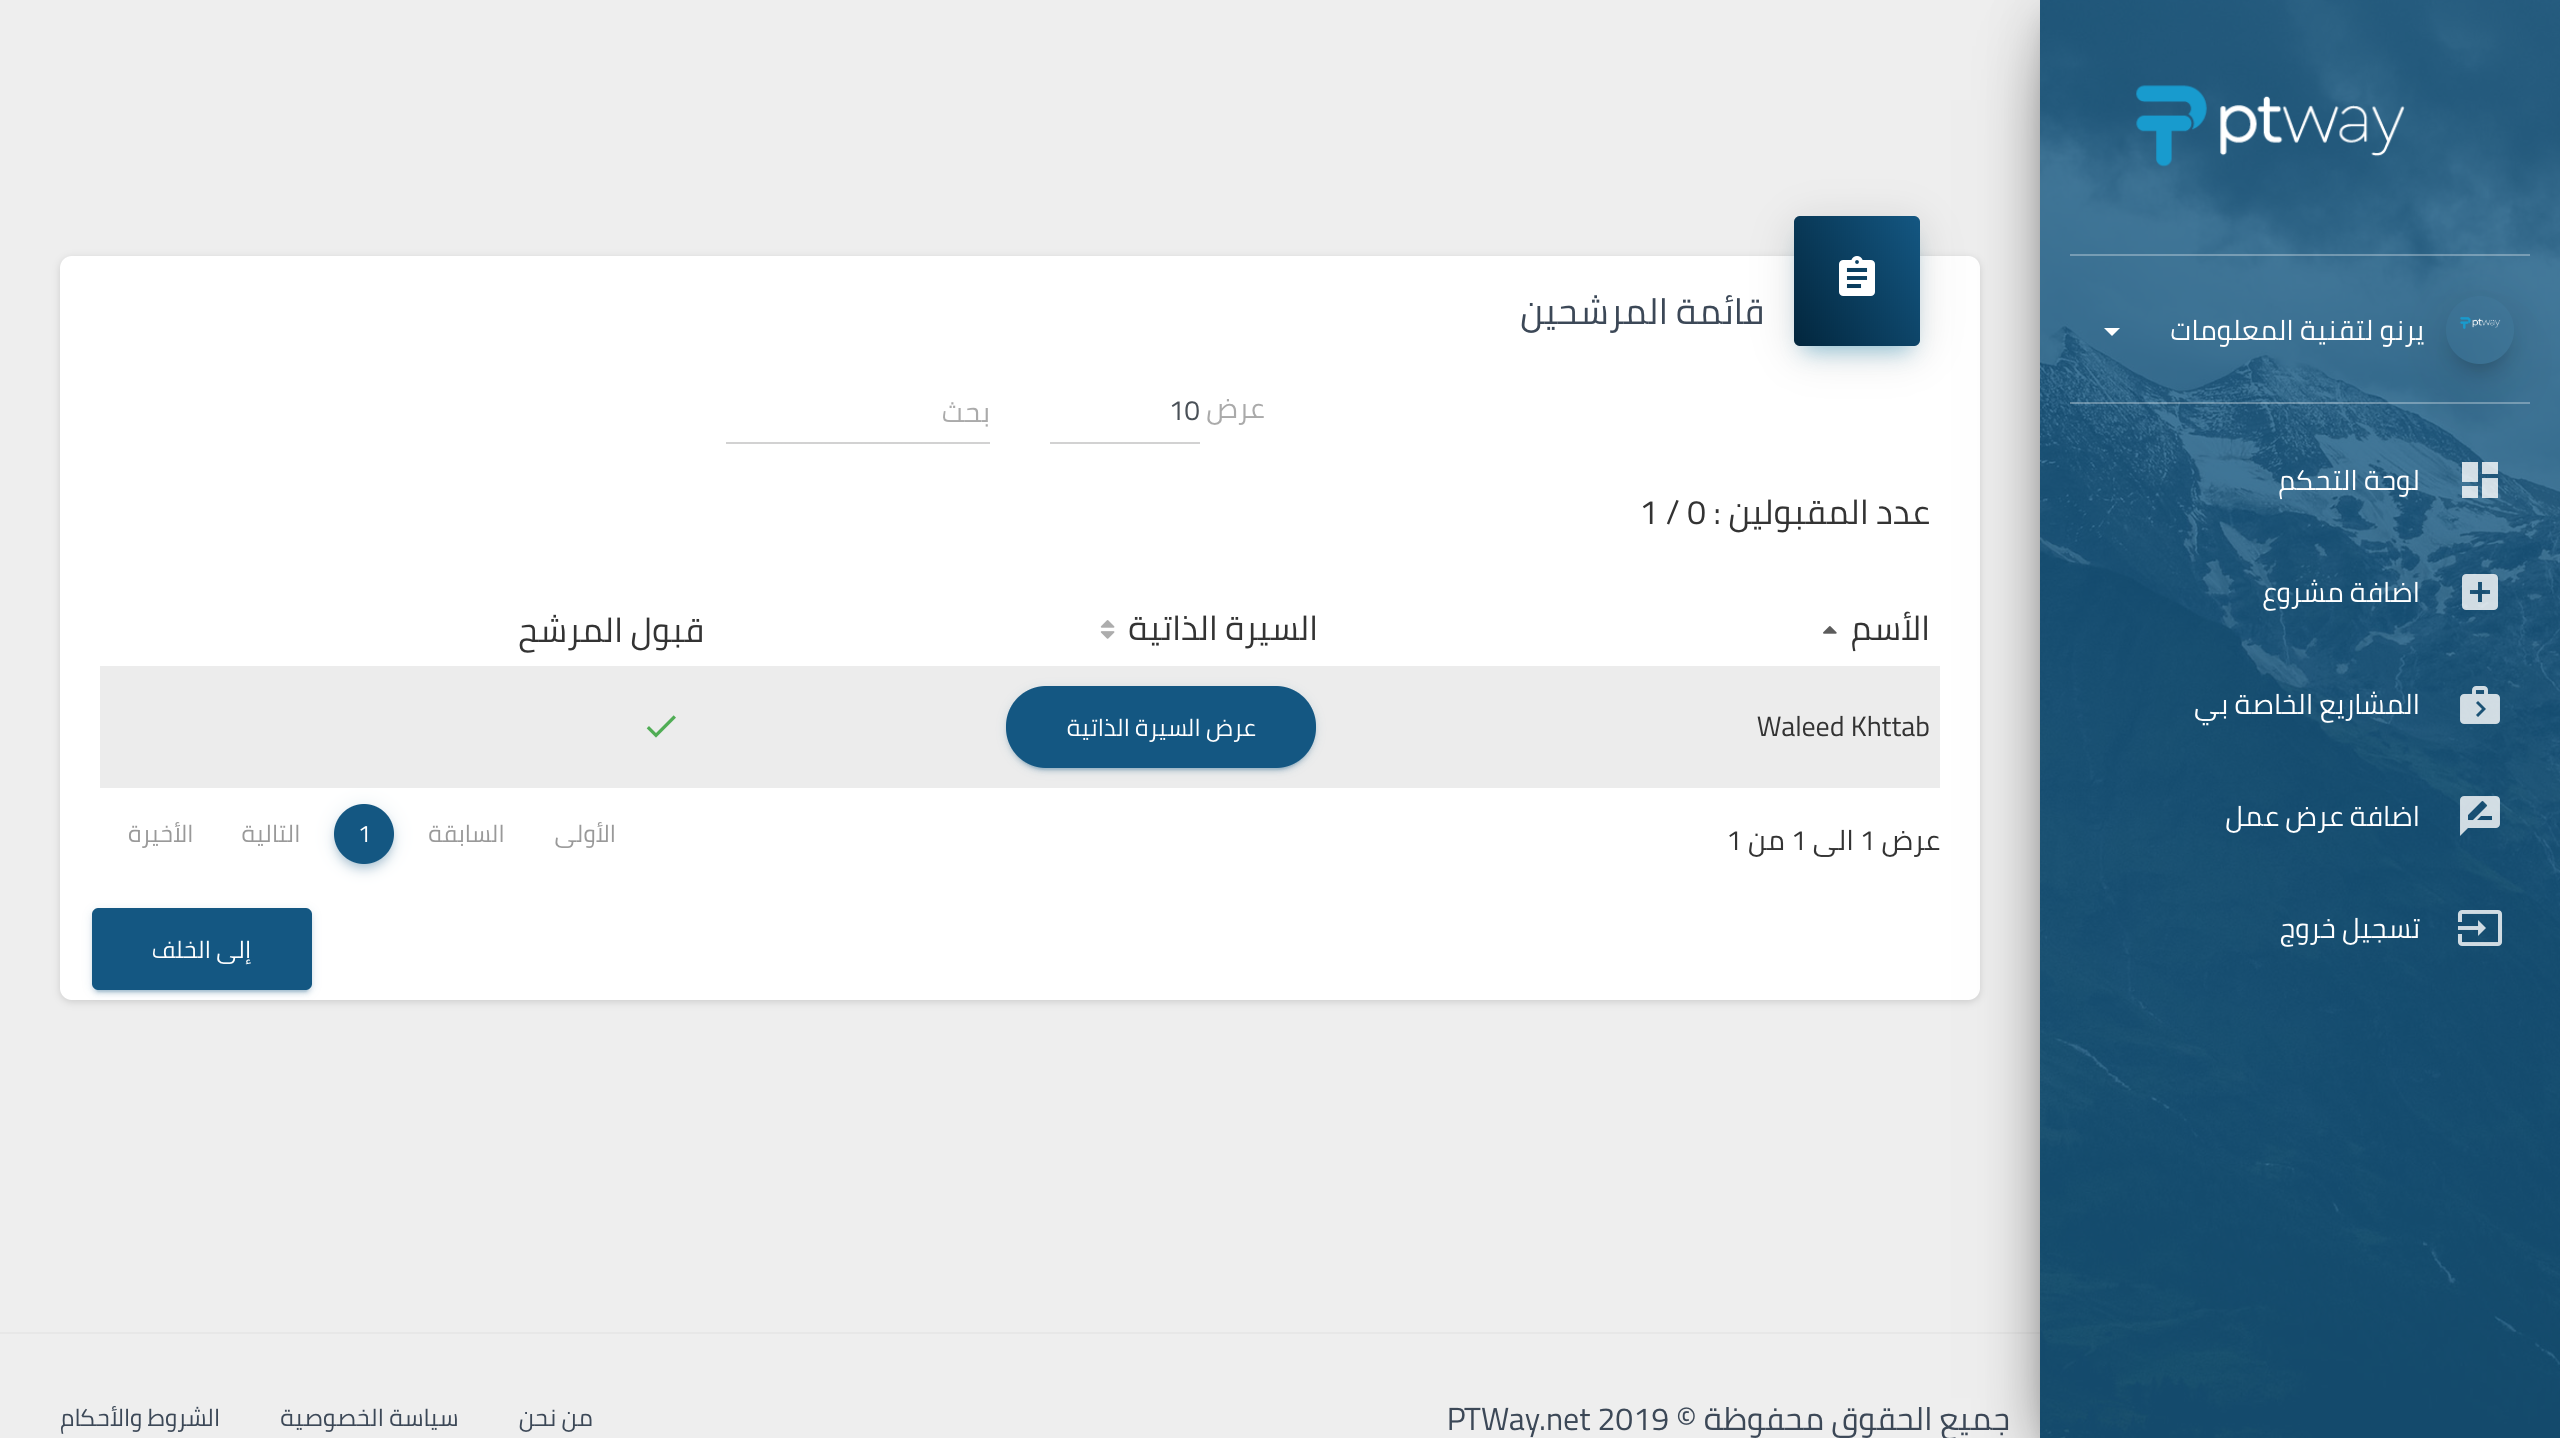 ptway
ptway
يرنو لتقنية المعلومات
لوحة التحكم
اضافة مشروع
المشاريع الخاصة بي
اضافة عرض عمل
تسجيل خروج
قائمة المرشحين
عرض 10
بحث
عدد المقبولين : 0 / 1
الأسم السيرة الذاتية قبول المرشح
Waleed Khttab عرض السيرة الذاتية
عرض 1 الى 1 من 1
الأولى السابقة 1 التالية الأخيرة
إلى الخلف
جميع الحقوق محفوظة © 2019 PTWay.net
من نحن سياسة الخصوصية الشروط والأحكام